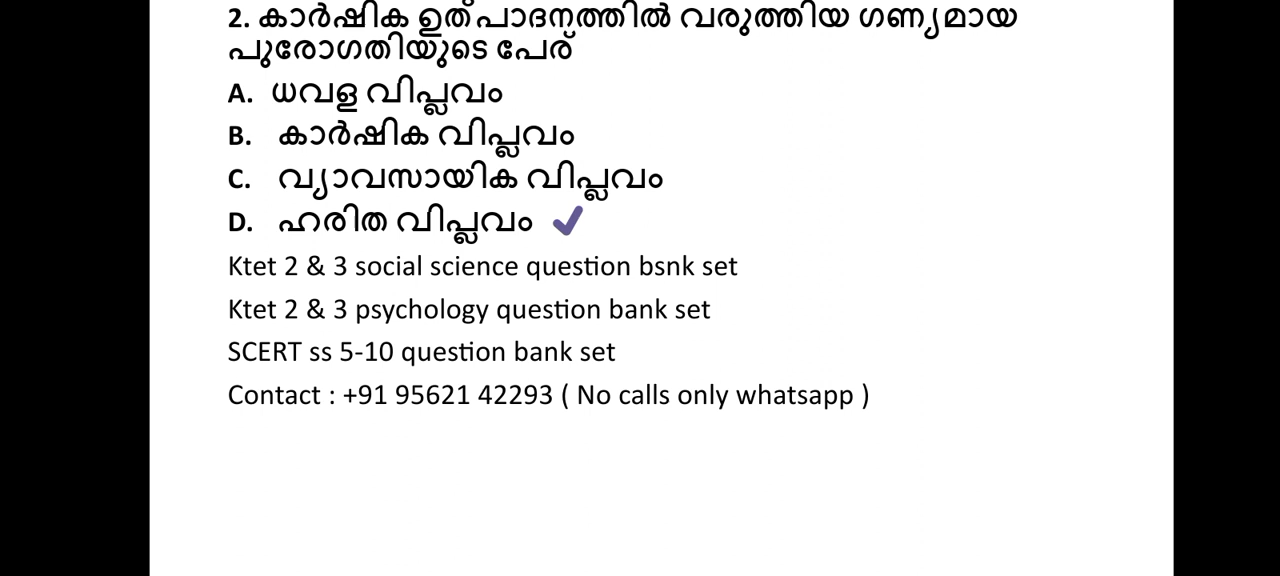 2. കാർഷിക ഉത്പാദനത്തിൽ വരുത്തിയ ഗണ്യമായ
പുരോഗതിയുടെ പേര്
A. ധവള വിപ്ലവം
B. കാർഷിക വിപ്ലവം
C. വ്യാവസായിക വിപ്ലവം
D. ഹരിത വിപ്ലവം ✔
Ktet 2 & 3 social science question bsnk set
Ktet 2 & 3 psychology question bank set
SCERT ss 5-10 question bank set
Contact : +91 95621 42293 ( No calls only whatsapp )